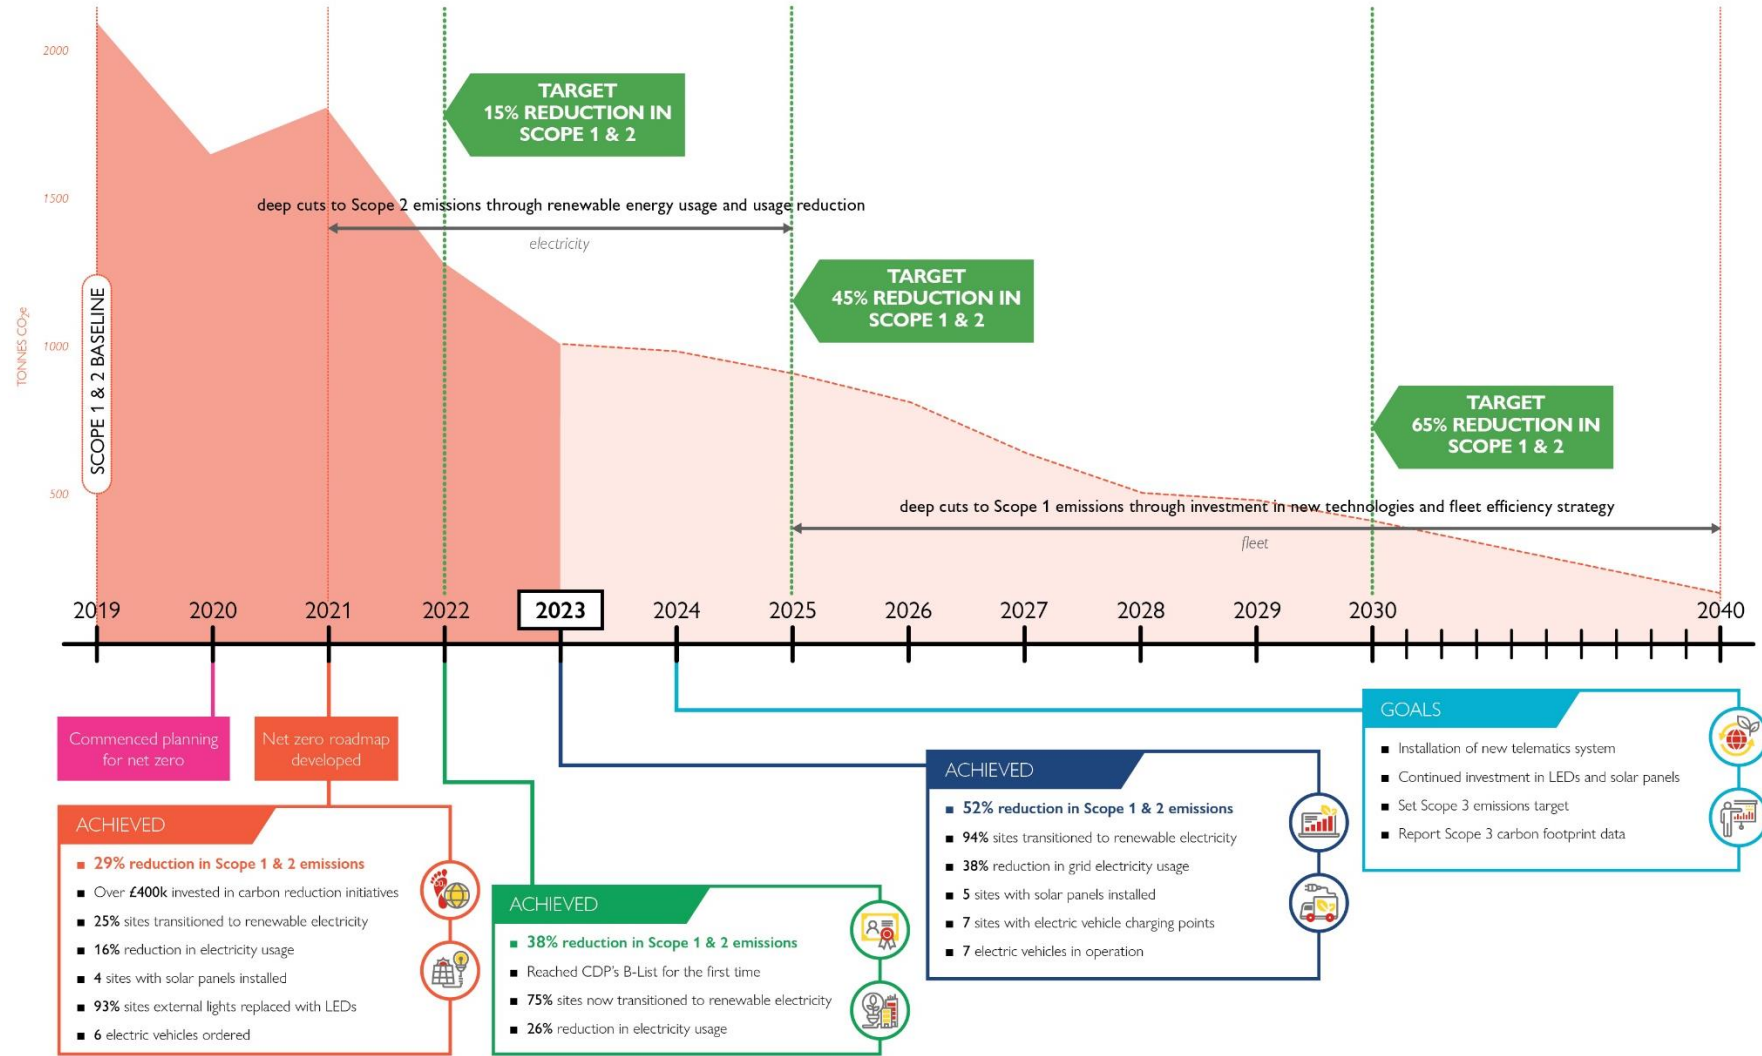 2000
1500
1000
500
TONNES CO2e
SCOPE 1 & 2 BASELINE
TARGET
15% REDUCTION IN
SCOPE 1 & 2
deep cuts to Scope 2 emissions through renewable energy usage and usage reduction
electricity
TARGET
45% REDUCTION IN
SCOPE 1 & 2
TARGET
65% REDUCTION IN
SCOPE 1 & 2
deep cuts to Scope 1 emissions through investment in new technologies and fleet efficiency strategy
fleet
2019 2020 2021 2022 2023 2024 2025 2026 2027 2028 2029 2030 2040
Commenced planning
for net zero
Net zero roadmap
developed
ACHIEVED
■ 29% reduction in Scope 1 & 2 emissions
■ Over £400k invested in carbon reduction initiatives
■ 25% sites transitioned to renewable electricity
■ 16% reduction in electricity usage
■ 4 sites with solar panels installed
■ 93% sites external lights replaced with LEDs
■ 6 electric vehicles ordered
ACHIEVED
■ 38% reduction in Scope 1 & 2 emissions
■ Reached CDP's B-List for the first time
■ 75% sites now transitioned to renewable electricity
■ 26% reduction in electricity usage
ACHIEVED
■ 52% reduction in Scope 1 & 2 emissions
■ 94% sites transitioned to renewable electricity
■ 38% reduction in grid electricity usage
■ 5 sites with solar panels installed
■ 7 sites with electric vehicle charging points
■ 7 electric vehicles in operation
GOALS
■ Installation of new telematics system
■ Continued investment in LEDs and solar panels
■ Set Scope 3 emissions target
■ Report Scope 3 carbon footprint data